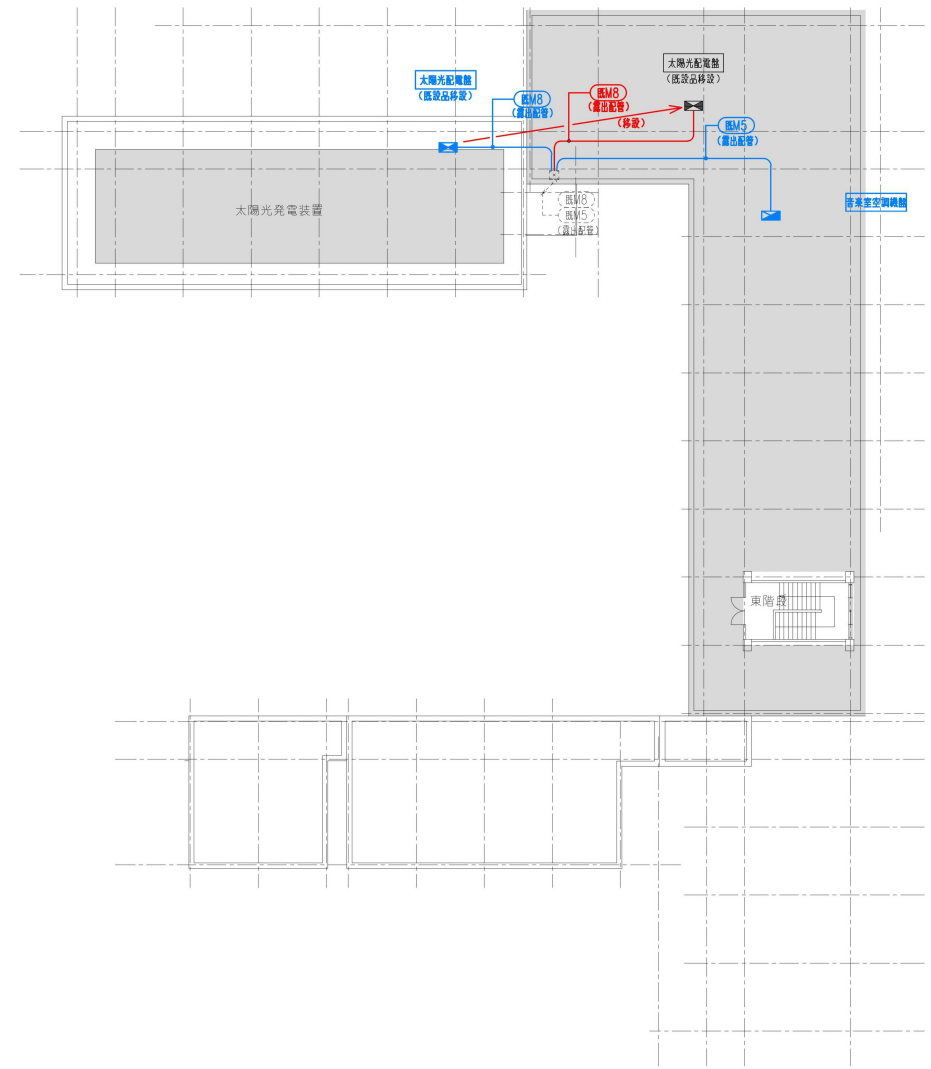 太陽光配電盤
（既設品移設）
太陽光配電盤
（既設品移設）
既M8
（露出配管）
既M8
（露出配管）
（移設）
既M5
（露出配管）
音楽室空調機盤
太陽光発電装置
既M8
既M5
（露出配管）
東階段